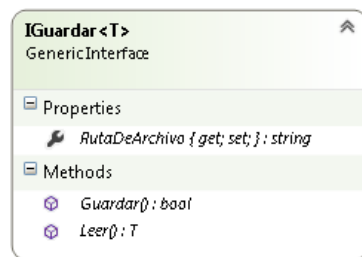 IGuardar<T>
GenericInterface
Properties
RutaDeArchivo { get; set; } : string
Methods
Guardar() : bool
Leer() : T